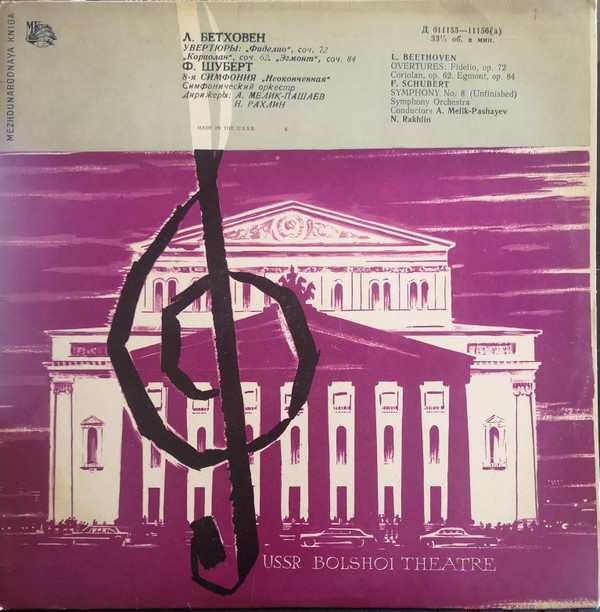 MEZHDUNARODNAYA KNIGA
МК
Л. БЕТХОВЕН
УВЕРТЮРЫ: „Фиделио“, соч. 72
„Кориолан“, соч. 62. „Эгмонт“, соч. 84
Ф. ШУБЕРТ
8-я СИМФОНИЯ „Неоконченная“
Симфонический оркестр
Дирижеры: А. МЕЛИК-ПАШАЕВ
Н. РАХЛИН
MADE IN THE U.S.S.R.
Д 011155—11156(а)
33⅓ об. в мин.
L. BEETHOVEN
OVERTURES: Fidelio, op. 72
Coriolan, op. 62. Egmont, op. 84
F. SCHUBERT
SYMPHONY No. 8 (Unfinished)
Symphony Orchestra
Conductors A. Melik-Pashayev
N. Rakhlin
USSR BOLSHOI THEATRE